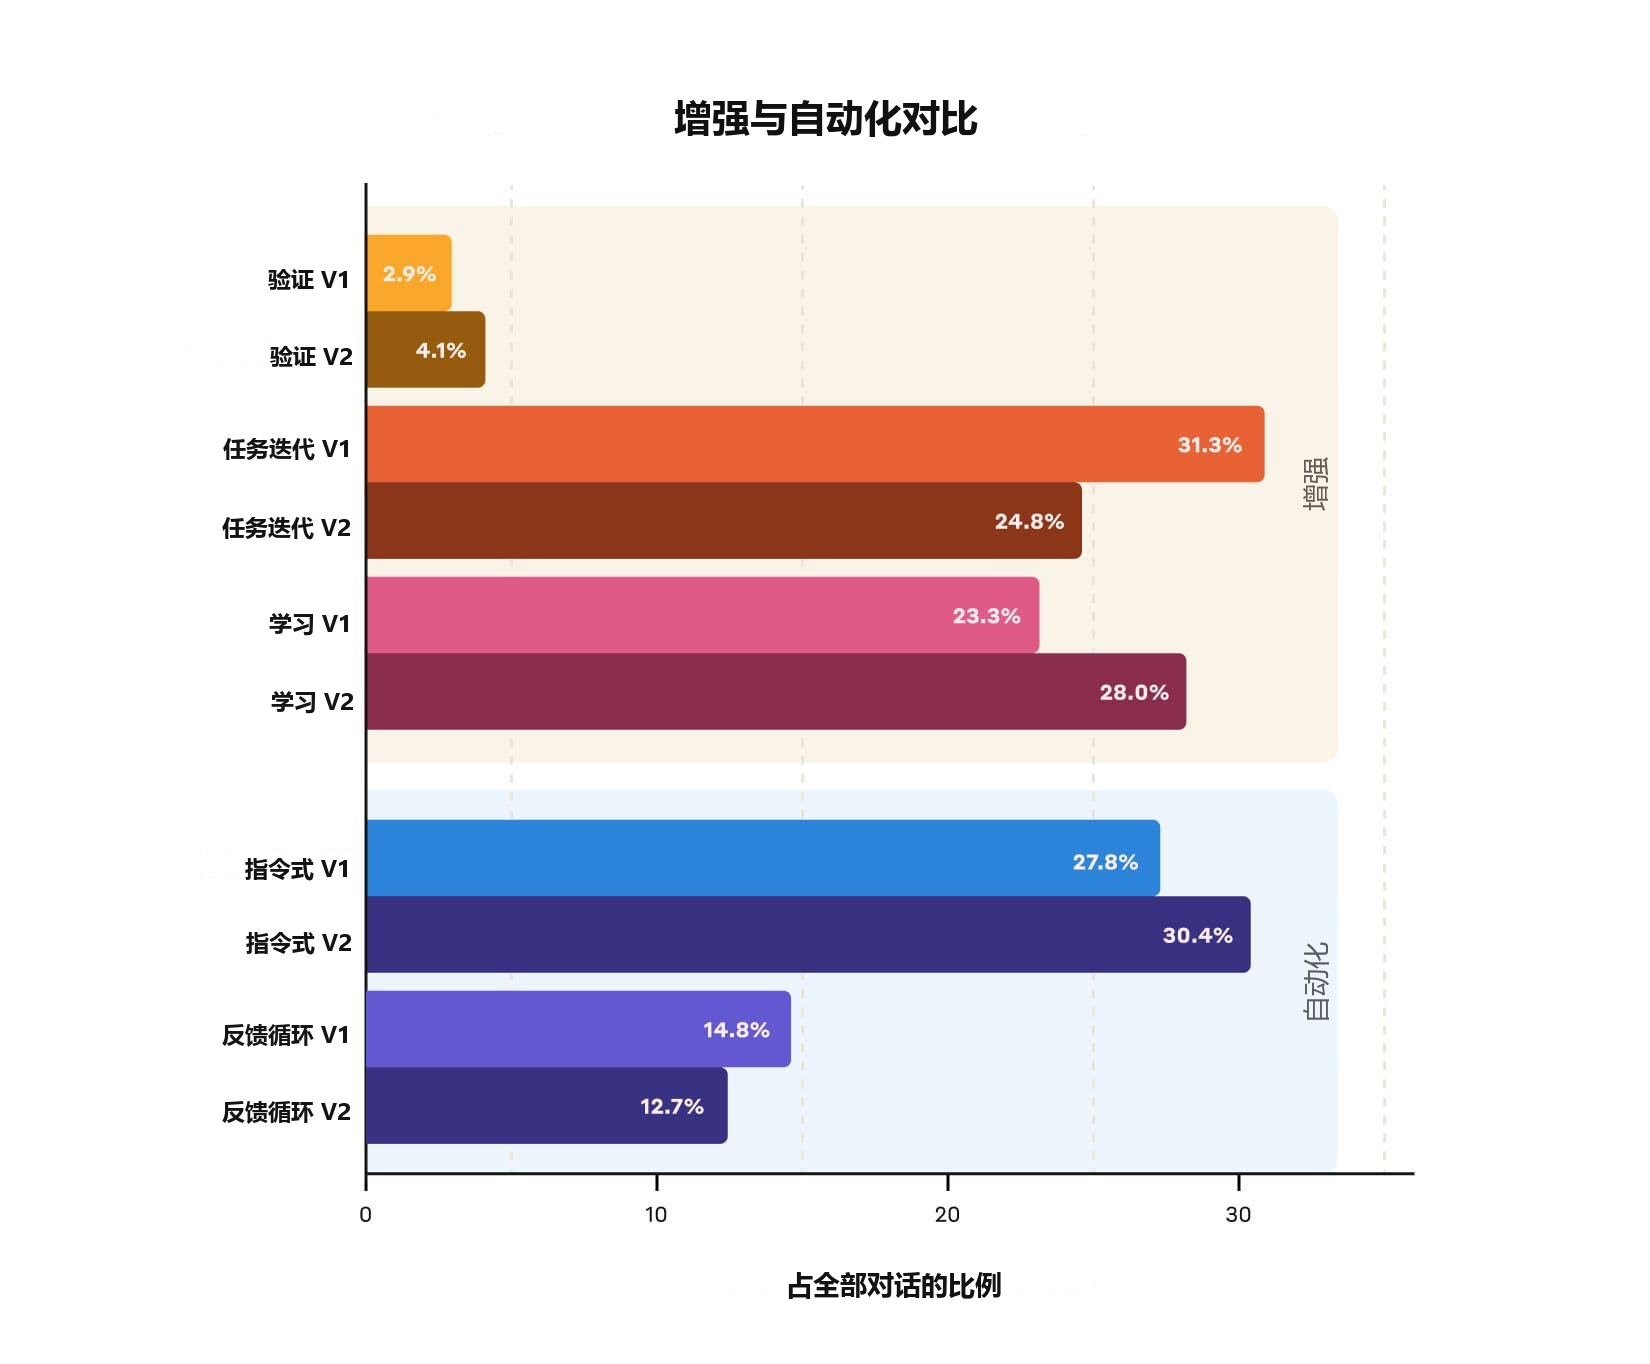 增强与自动化对比
验证 V1
2.9%
验证 V2
4.1%
任务迭代 V1
31.3%
任务迭代 V2
24.8%
学习 V1
23.3%
学习 V2
28.0%
增强
指令式 V1
27.8%
指令式 V2
30.4%
反馈循环 V1
14.8%
反馈循环 V2
12.7%
自动化
0 10 20 30
占全部对话的比例